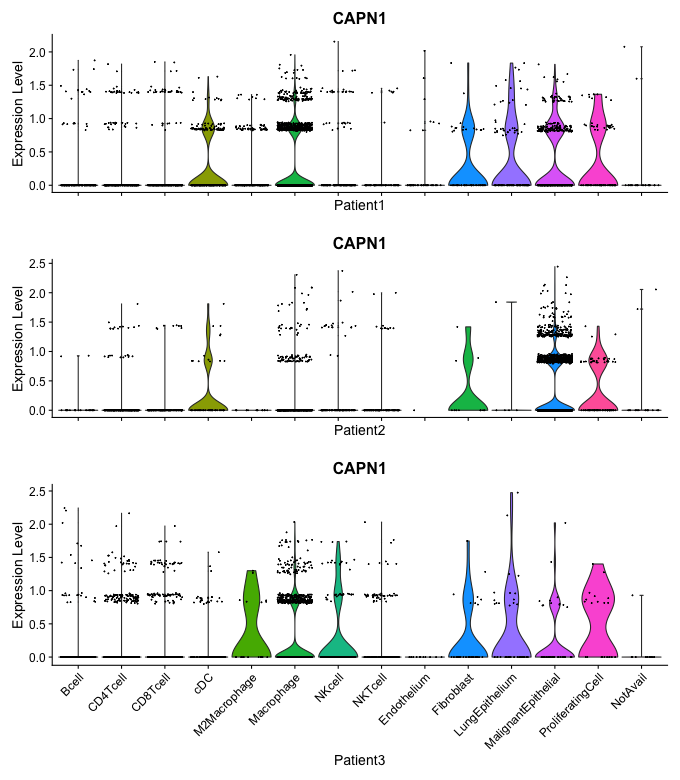 CAPN1
Expression Level
2.0
1.5
1.0
0.5
0.0
Patient1
CAPN1
Expression Level
2.5
2.0
1.5
1.0
0.5
0.0
Patient2
CAPN1
Expression Level
2.5
2.0
1.5
1.0
0.5
0.0
Bcell
CD4Tcell
CD8Tcell
cDC
M2Macrophage
Macrophage
NKcell
NKTcell
Endothelium
Fibroblast
LungEpithelium
MalignantEpithelial
ProliferatingCell
NotAvail
Patient3